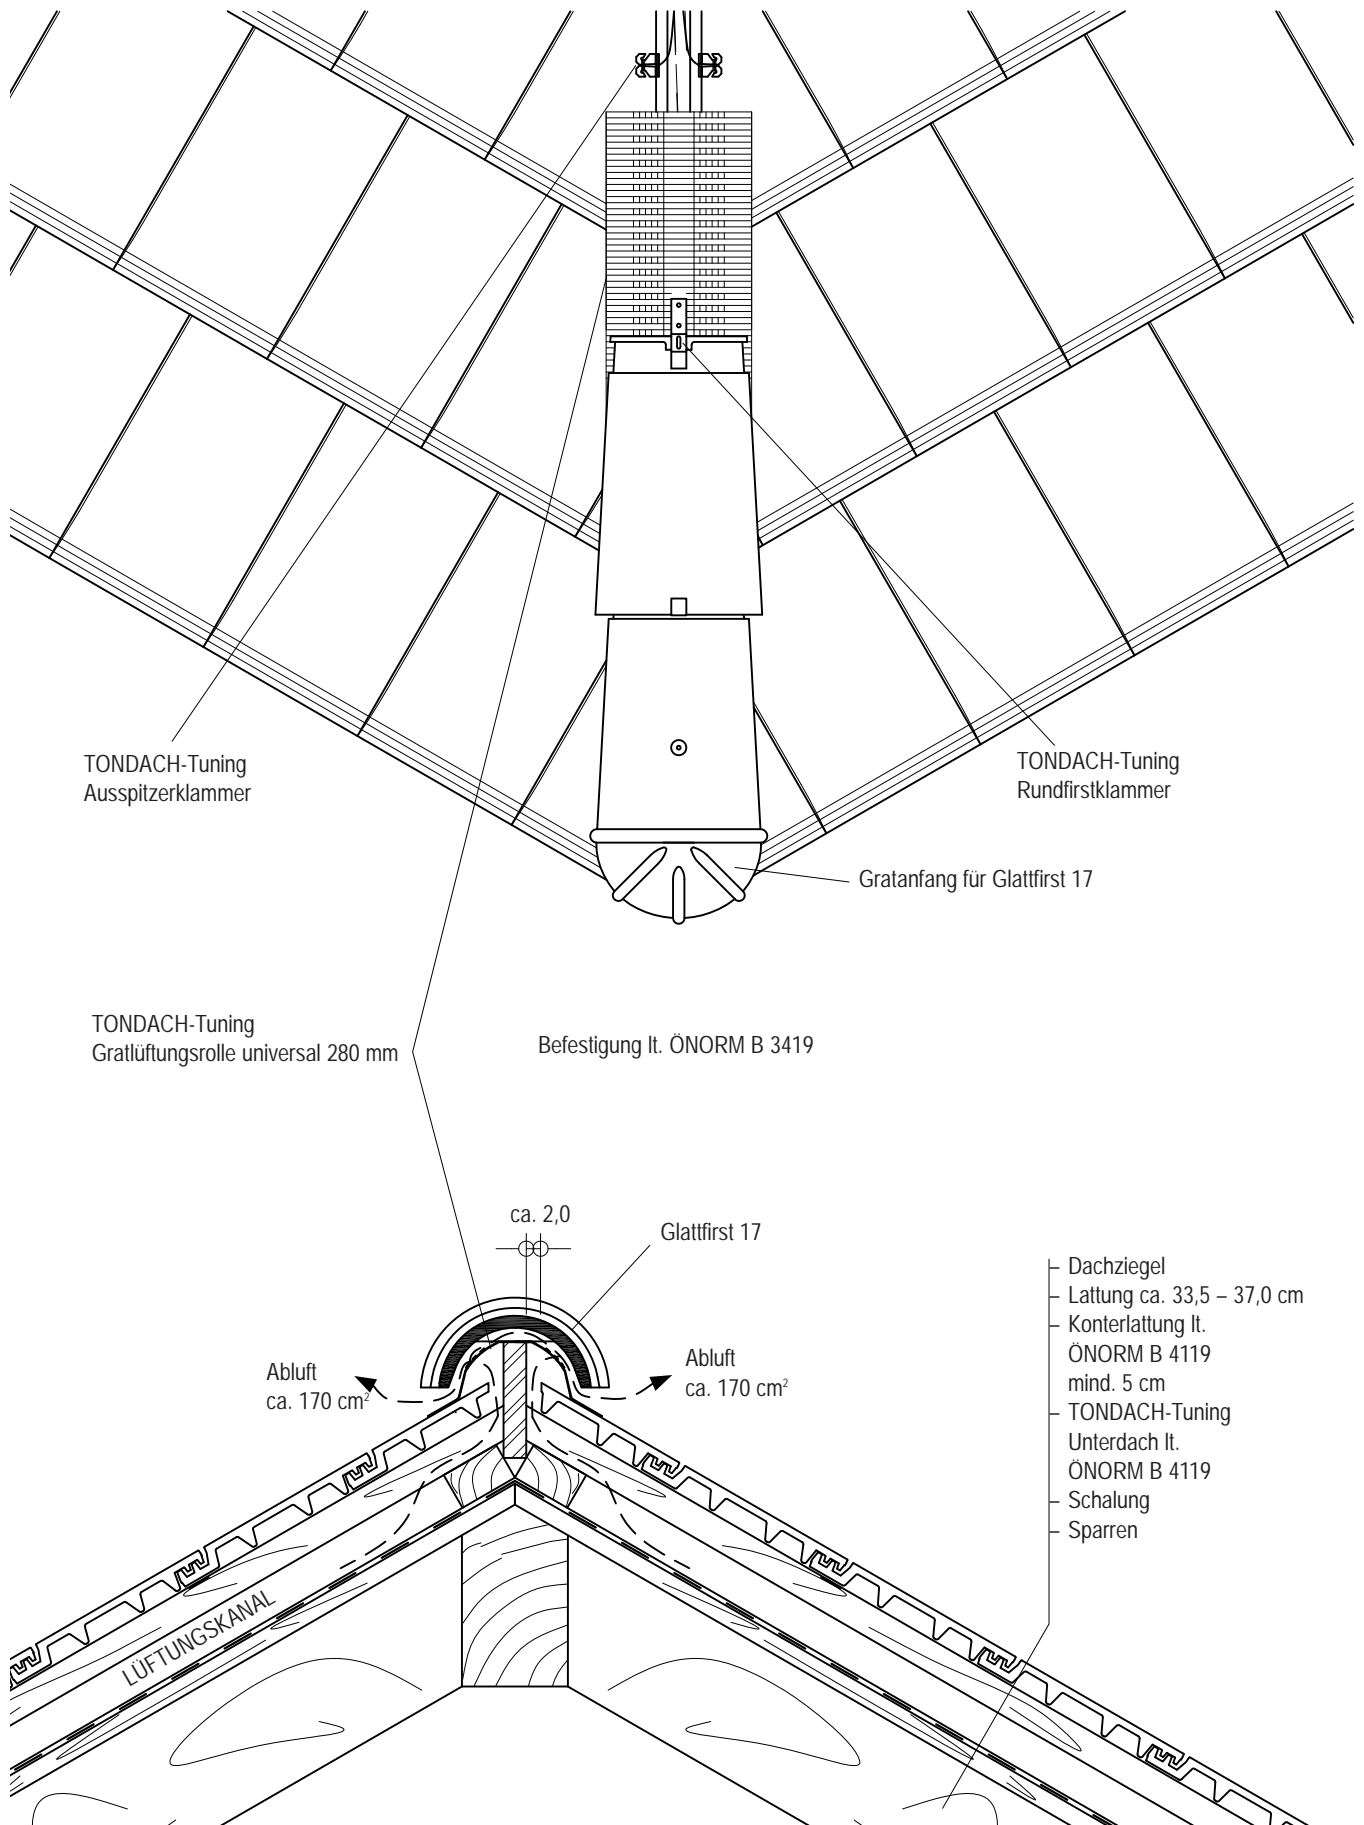 TONDACH-Tuning
Ausspitzerklammer
TONDACH-Tuning
Rundfirstklammer
Gratanfang für Glattfirst 17
TONDACH-Tuning
Gratlüftungsrolle universal 280 mm
Befestigung lt. ÖNORM B 3419
ca. 2,0
Glattfirst 17
Abluft
ca. 170 cm²
Abluft
ca. 170 cm²
Dachziegel
Lattung ca. 33,5 – 37,0 cm
Konterlattung lt.
ÖNORM B 4119
mind. 5 cm
TONDACH-Tuning
Unterdach lt.
ÖNORM B 4119
Schalung
Sparren
LÜFTUNGSKANAL